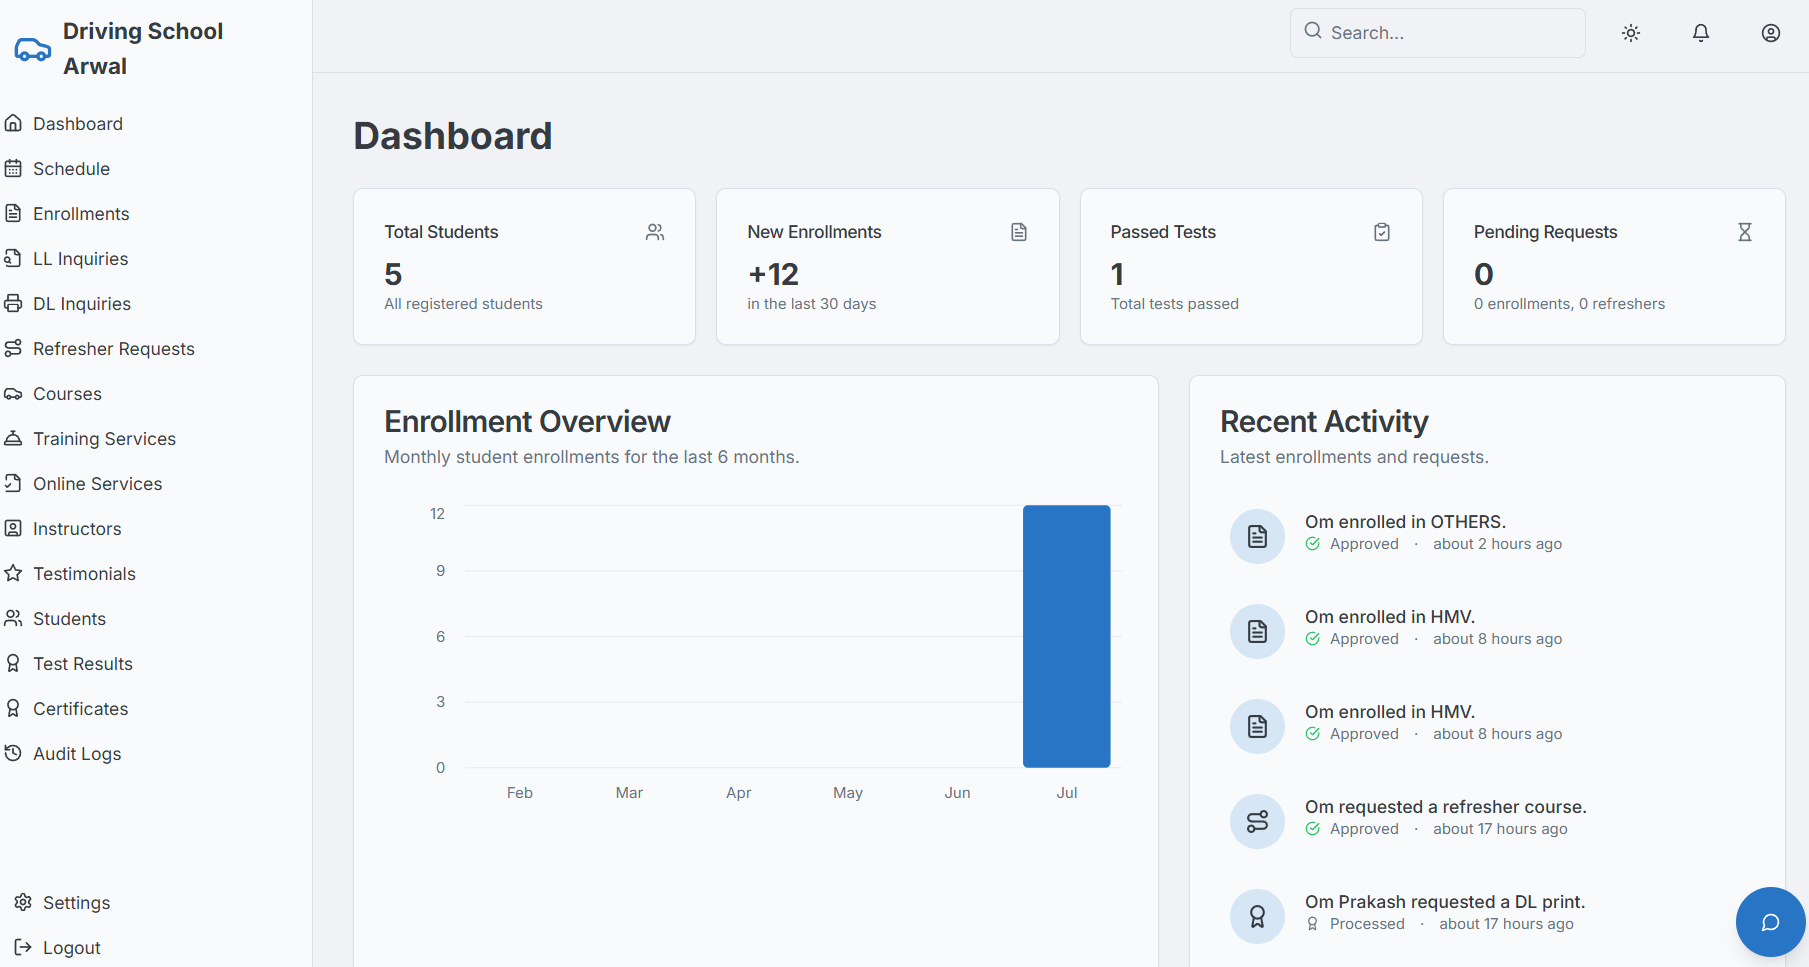 Driving School
Arwal
Dashboard
Schedule
Enrollments
LL Inquiries
DL Inquiries
Refresher Requests
Courses
Training Services
Online Services
Instructors
Testimonials
Students
Test Results
Certificates
Audit Logs
Settings
Logout
Search...
Dashboard
Total Students
5
All registered students
New Enrollments
+12
in the last 30 days
Passed Tests
1
Total tests passed
Pending Requests
0
0 enrollments, 0 refreshers
Enrollment Overview
Monthly student enrollments for the last 6 months.
12
9
6
3
0
Feb Mar Apr May Jun Jul
Recent Activity
Latest enrollments and requests.
Om enrolled in OTHERS.
Approved · about 2 hours ago
Om enrolled in HMV.
Approved · about 8 hours ago
Om enrolled in HMV.
Approved · about 8 hours ago
Om requested a refresher course.
Approved · about 17 hours ago
Om Prakash requested a DL print.
Processed · about 17 hours ago